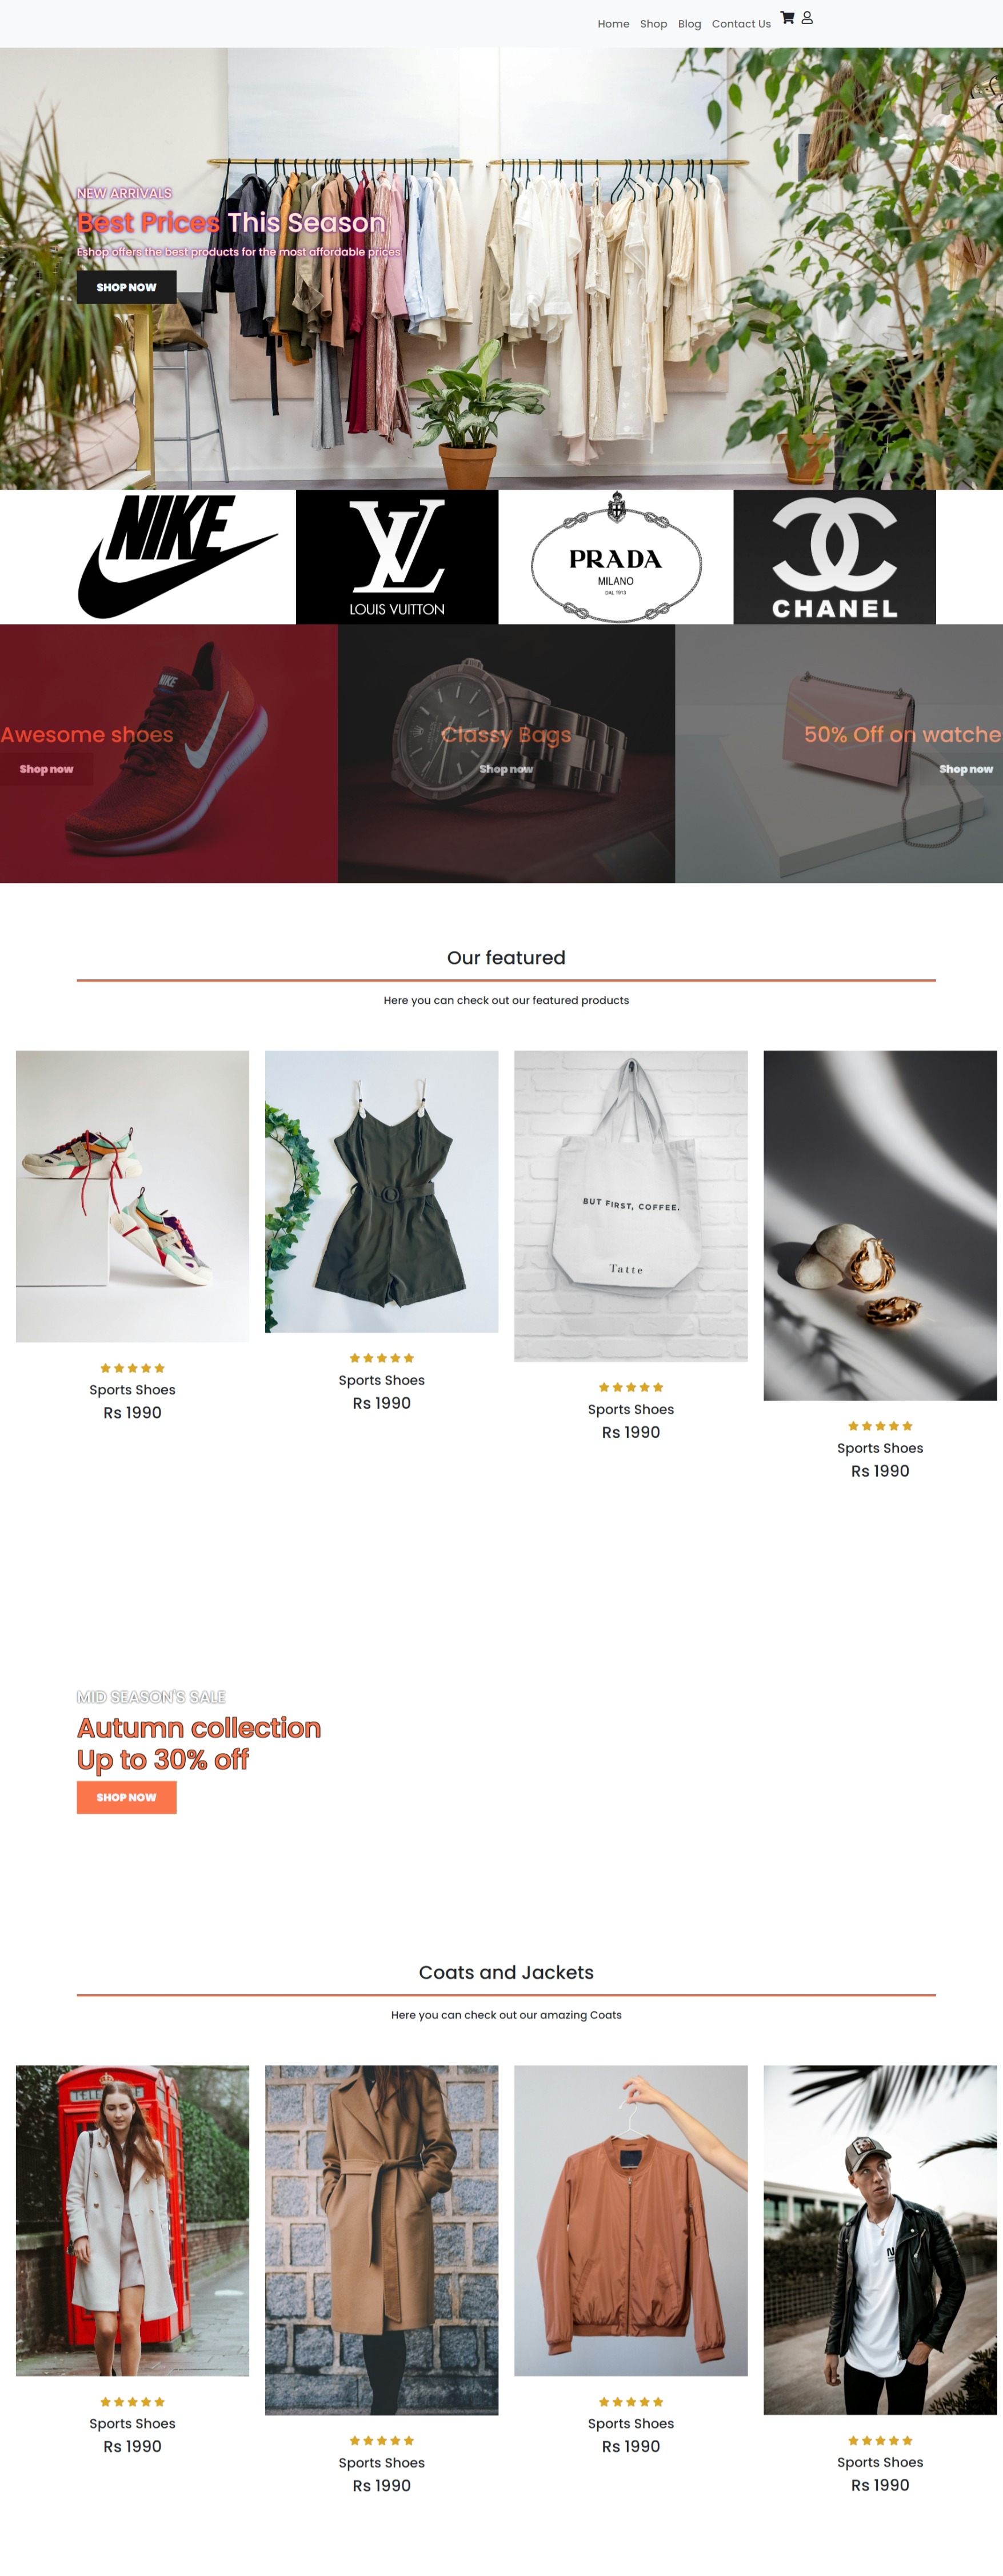 Home Shop Blog Contact Us
NEW ARRIVALS
Best Prices This Season
Eshop offers the best products for the most affordable prices
SHOP NOW
NIKE
LOUIS VUITTON
PRADA
MILANO
DAL 1913
CHANEL
NIKE
Awesome shoes
Shop now
Classy Bags
Shop now
50% Off on watche
Shop now
Our featured
Here you can check out our featured products
BUT FIRST, COFFEE.
Tatte
Sports Shoes
Rs 1990
Sports Shoes
Rs 1990
Sports Shoes
Rs 1990
Sports Shoes
Rs 1990
MID SEASON'S SALE
Autumn collection
Up to 30% off
SHOP NOW
Coats and Jackets
Here you can check out our amazing Coats
Sports Shoes
Rs 1990
Sports Shoes
Rs 1990
Sports Shoes
Rs 1990
Sports Shoes
Rs 1990